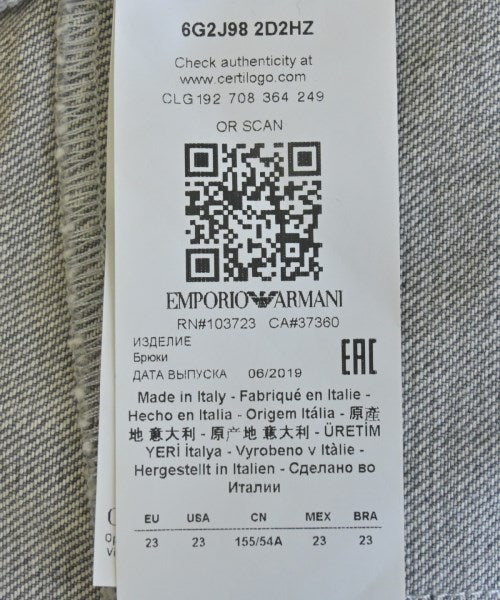 6G2J98 2D2HZ
Check authenticity at
www.certilogo.com
CLG 192 708 364 249
OR SCAN
EMPORIO ARMANI
RN#103723 CA#37360
ИЗДЕЛИЕ
Брюки
ДАТА ВЫПУСКА 06/2019
EAC
Made in Italy - Fabriqué en Italie -
Hecho en Italia - Origem Itália - 原產
地 意大利 - 原产地 意大利 - ÜRETİM
YERİ İtalya - Vyrobeno v Itàlie -
Hergestellt in Italien - Сделано во
Италии
EU USA CN MEX BRA
23 23 155/54A 23 23